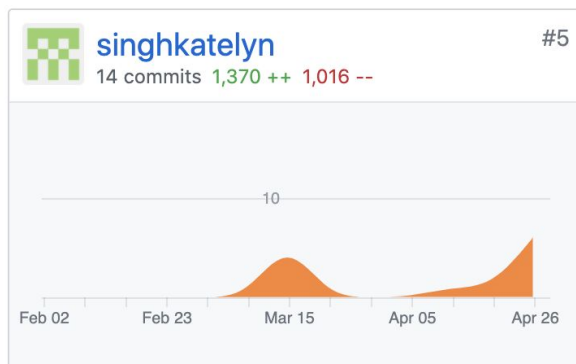 singhkatelyn
#5
14 commits 1,370 ++ 1,016 --
10
Feb 02 Feb 23 Mar 15 Apr 05 Apr 26